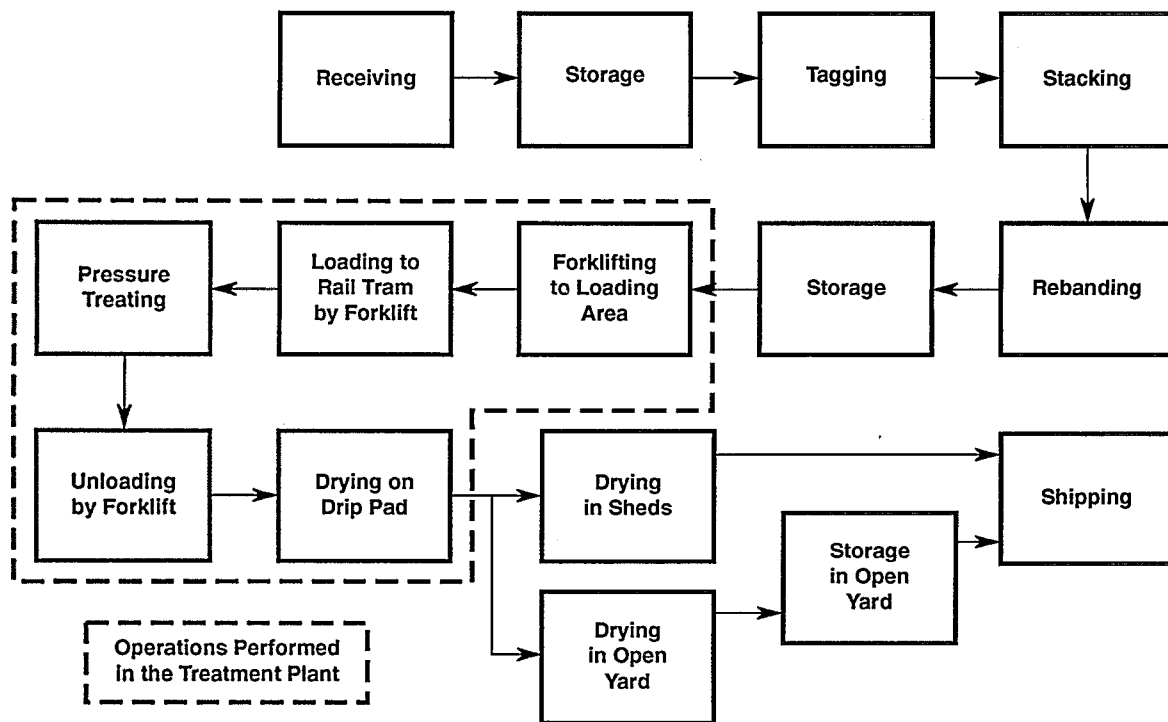 Receiving
Storage
Tagging
Stacking
Pressure
Treating
Loading to
Rail Tram
by Forklift
Forklifting
to Loading
Area
Storage
Rebanding
Unloading
by Forklift
Drying on
Drip Pad
Drying
in Sheds
Shipping
Storage
in Open
Yard
Drying
in Open
Yard
Operations Performed
in the Treatment Plant